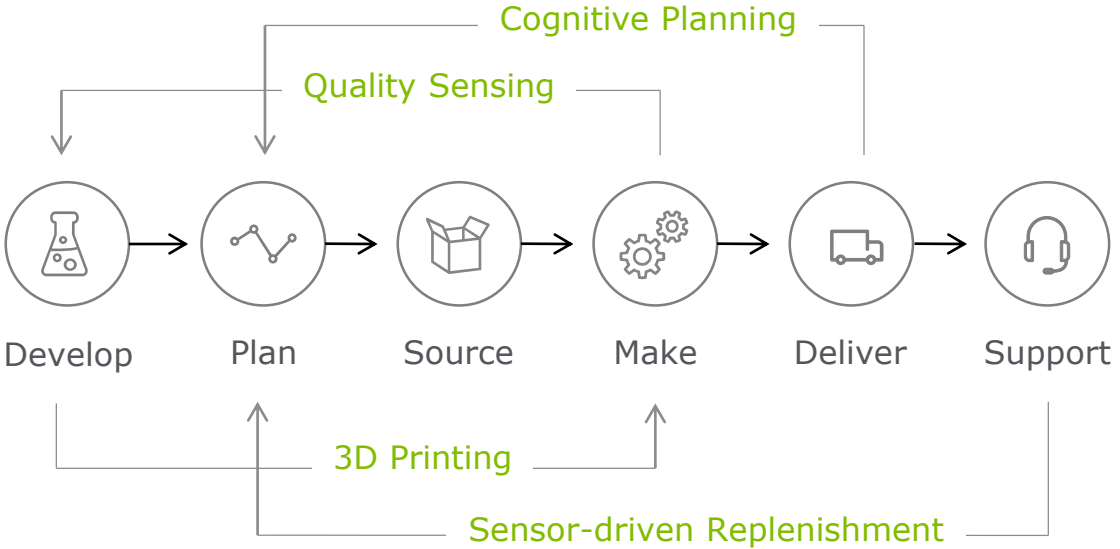 Cognitive Planning
Quality Sensing
Develop
Plan
Source
Make
Deliver
Support
3D Printing
Sensor-driven Replenishment